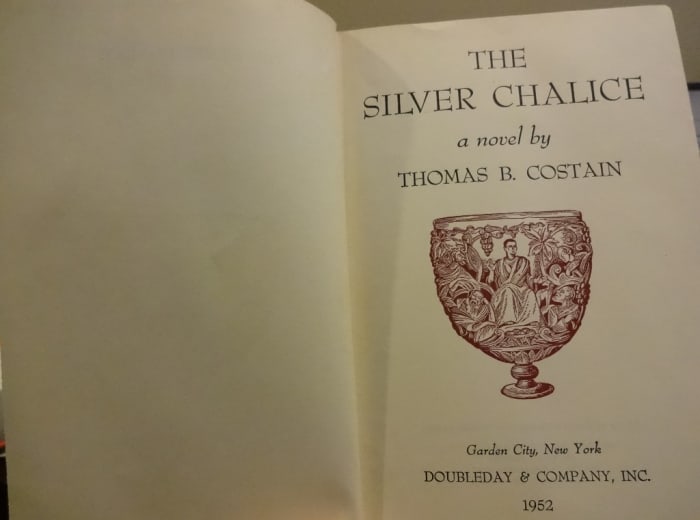 THE
SILVER CHALICE
a novel by
THOMAS B. COSTAIN
Garden City, New York
DOUBLEDAY & COMPANY, INC.
1952